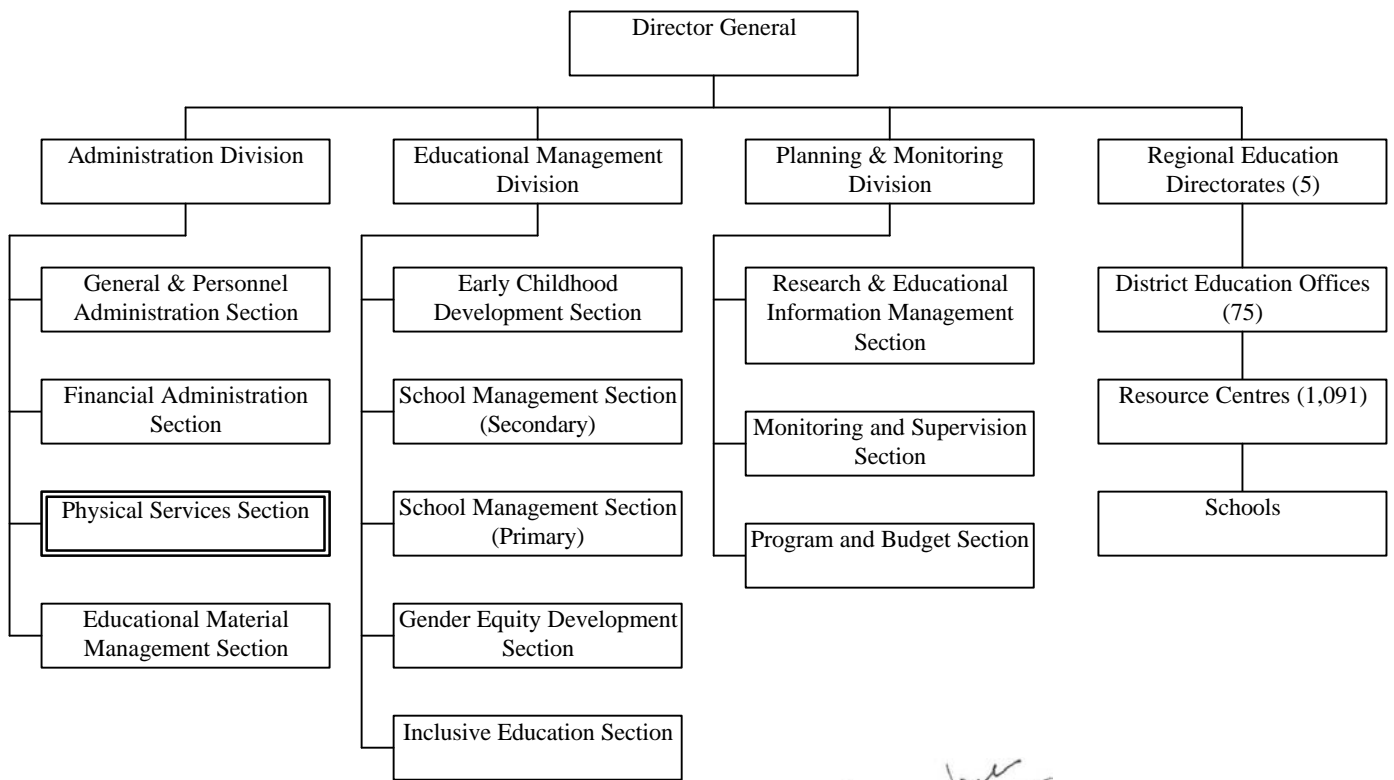 Director General
Administration Division
Educational Management
Division
Planning & Monitoring
Division
Regional Education
Directorates (5)
General & Personnel
Administration Section
Financial Administration
Section
Physical Services Section
Educational Material
Management Section
Early Childhood
Development Section
School Management Section
(Secondary)
School Management Section
(Primary)
Gender Equity Development
Section
Inclusive Education Section
Research & Educational
Information Management
Section
Monitoring and Supervision
Section
Program and Budget Section
District Education Offices
(75)
Resource Centres (1,091)
Schools